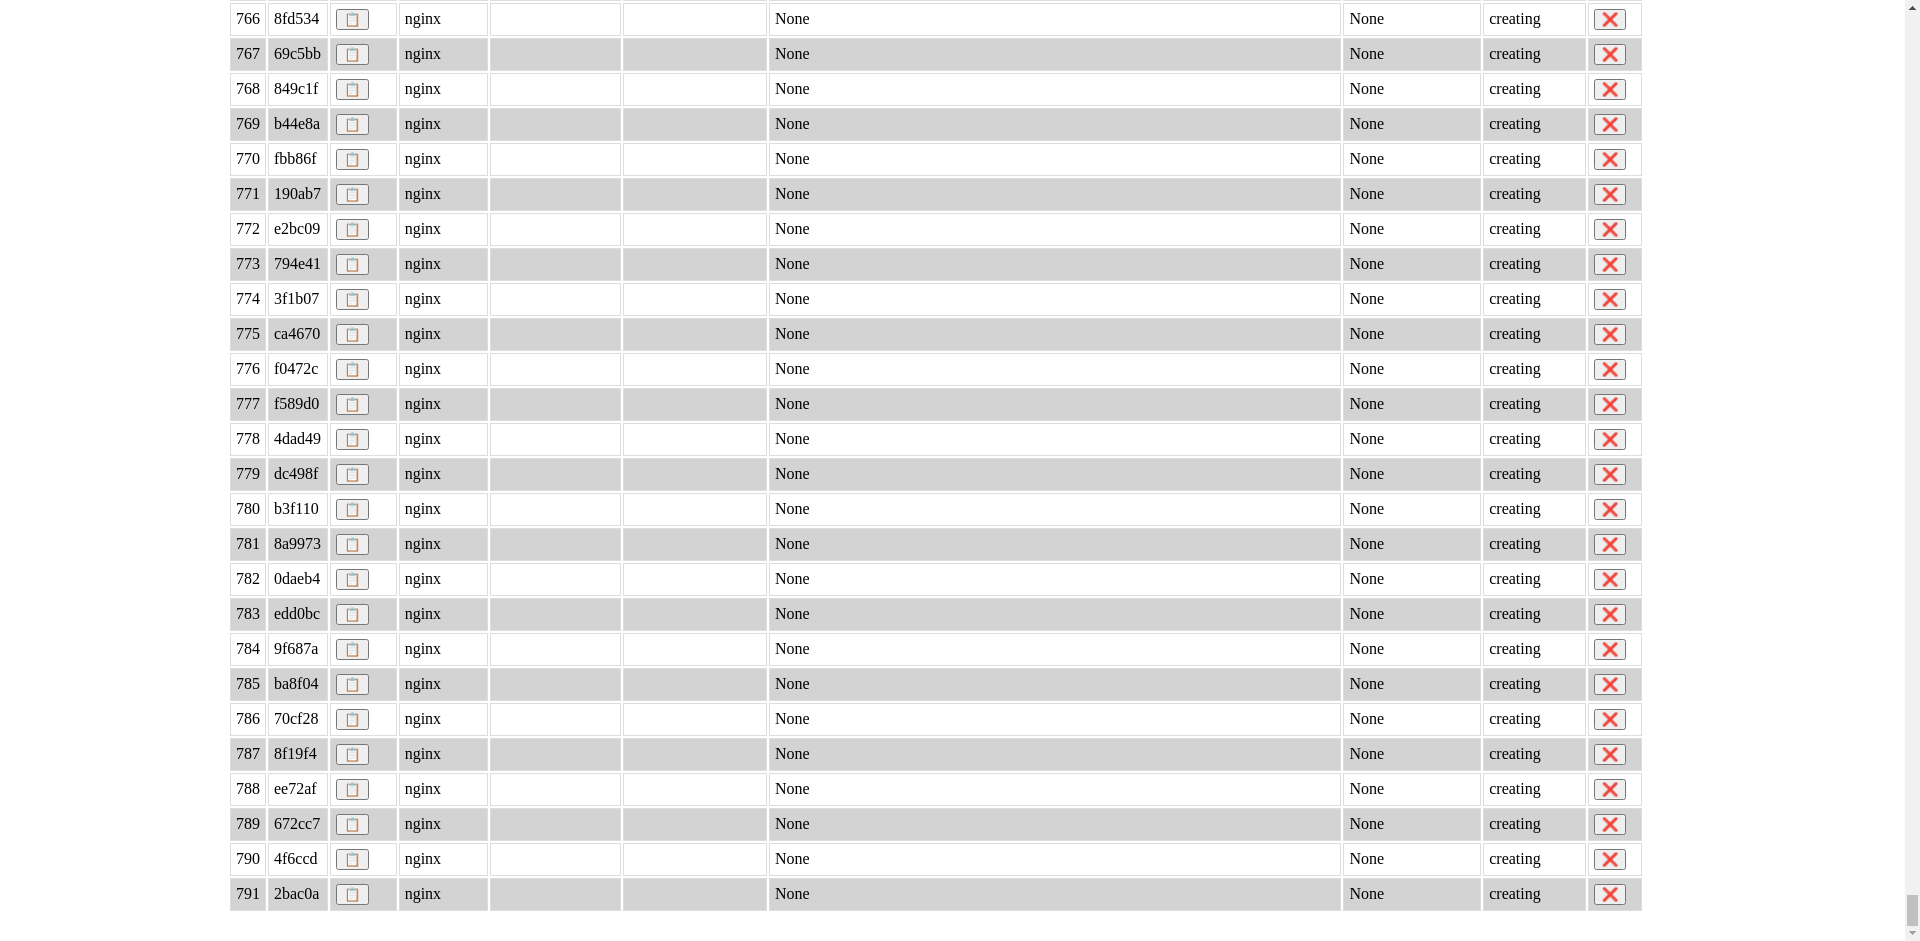 766 8fd534 nginx None None creating
767 69c5bb nginx None None creating
768 849c1f nginx None None creating
769 b44e8a nginx None None creating
770 fbb86f nginx None None creating
771 190ab7 nginx None None creating
772 e2bc09 nginx None None creating
773 794e41 nginx None None creating
774 3f1b07 nginx None None creating
775 ca4670 nginx None None creating
776 f0472c nginx None None creating
777 f589d0 nginx None None creating
778 4dad49 nginx None None creating
779 dc498f nginx None None creating
780 b3f110 nginx None None creating
781 8a9973 nginx None None creating
782 0daeb4 nginx None None creating
783 edd0bc nginx None None creating
784 9f687a nginx None None creating
785 ba8f04 nginx None None creating
786 70cf28 nginx None None creating
787 8f19f4 nginx None None creating
788 ee72af nginx None None creating
789 672cc7 nginx None None creating
790 4f6ccd nginx None None creating
791 2bac0a nginx None None creating